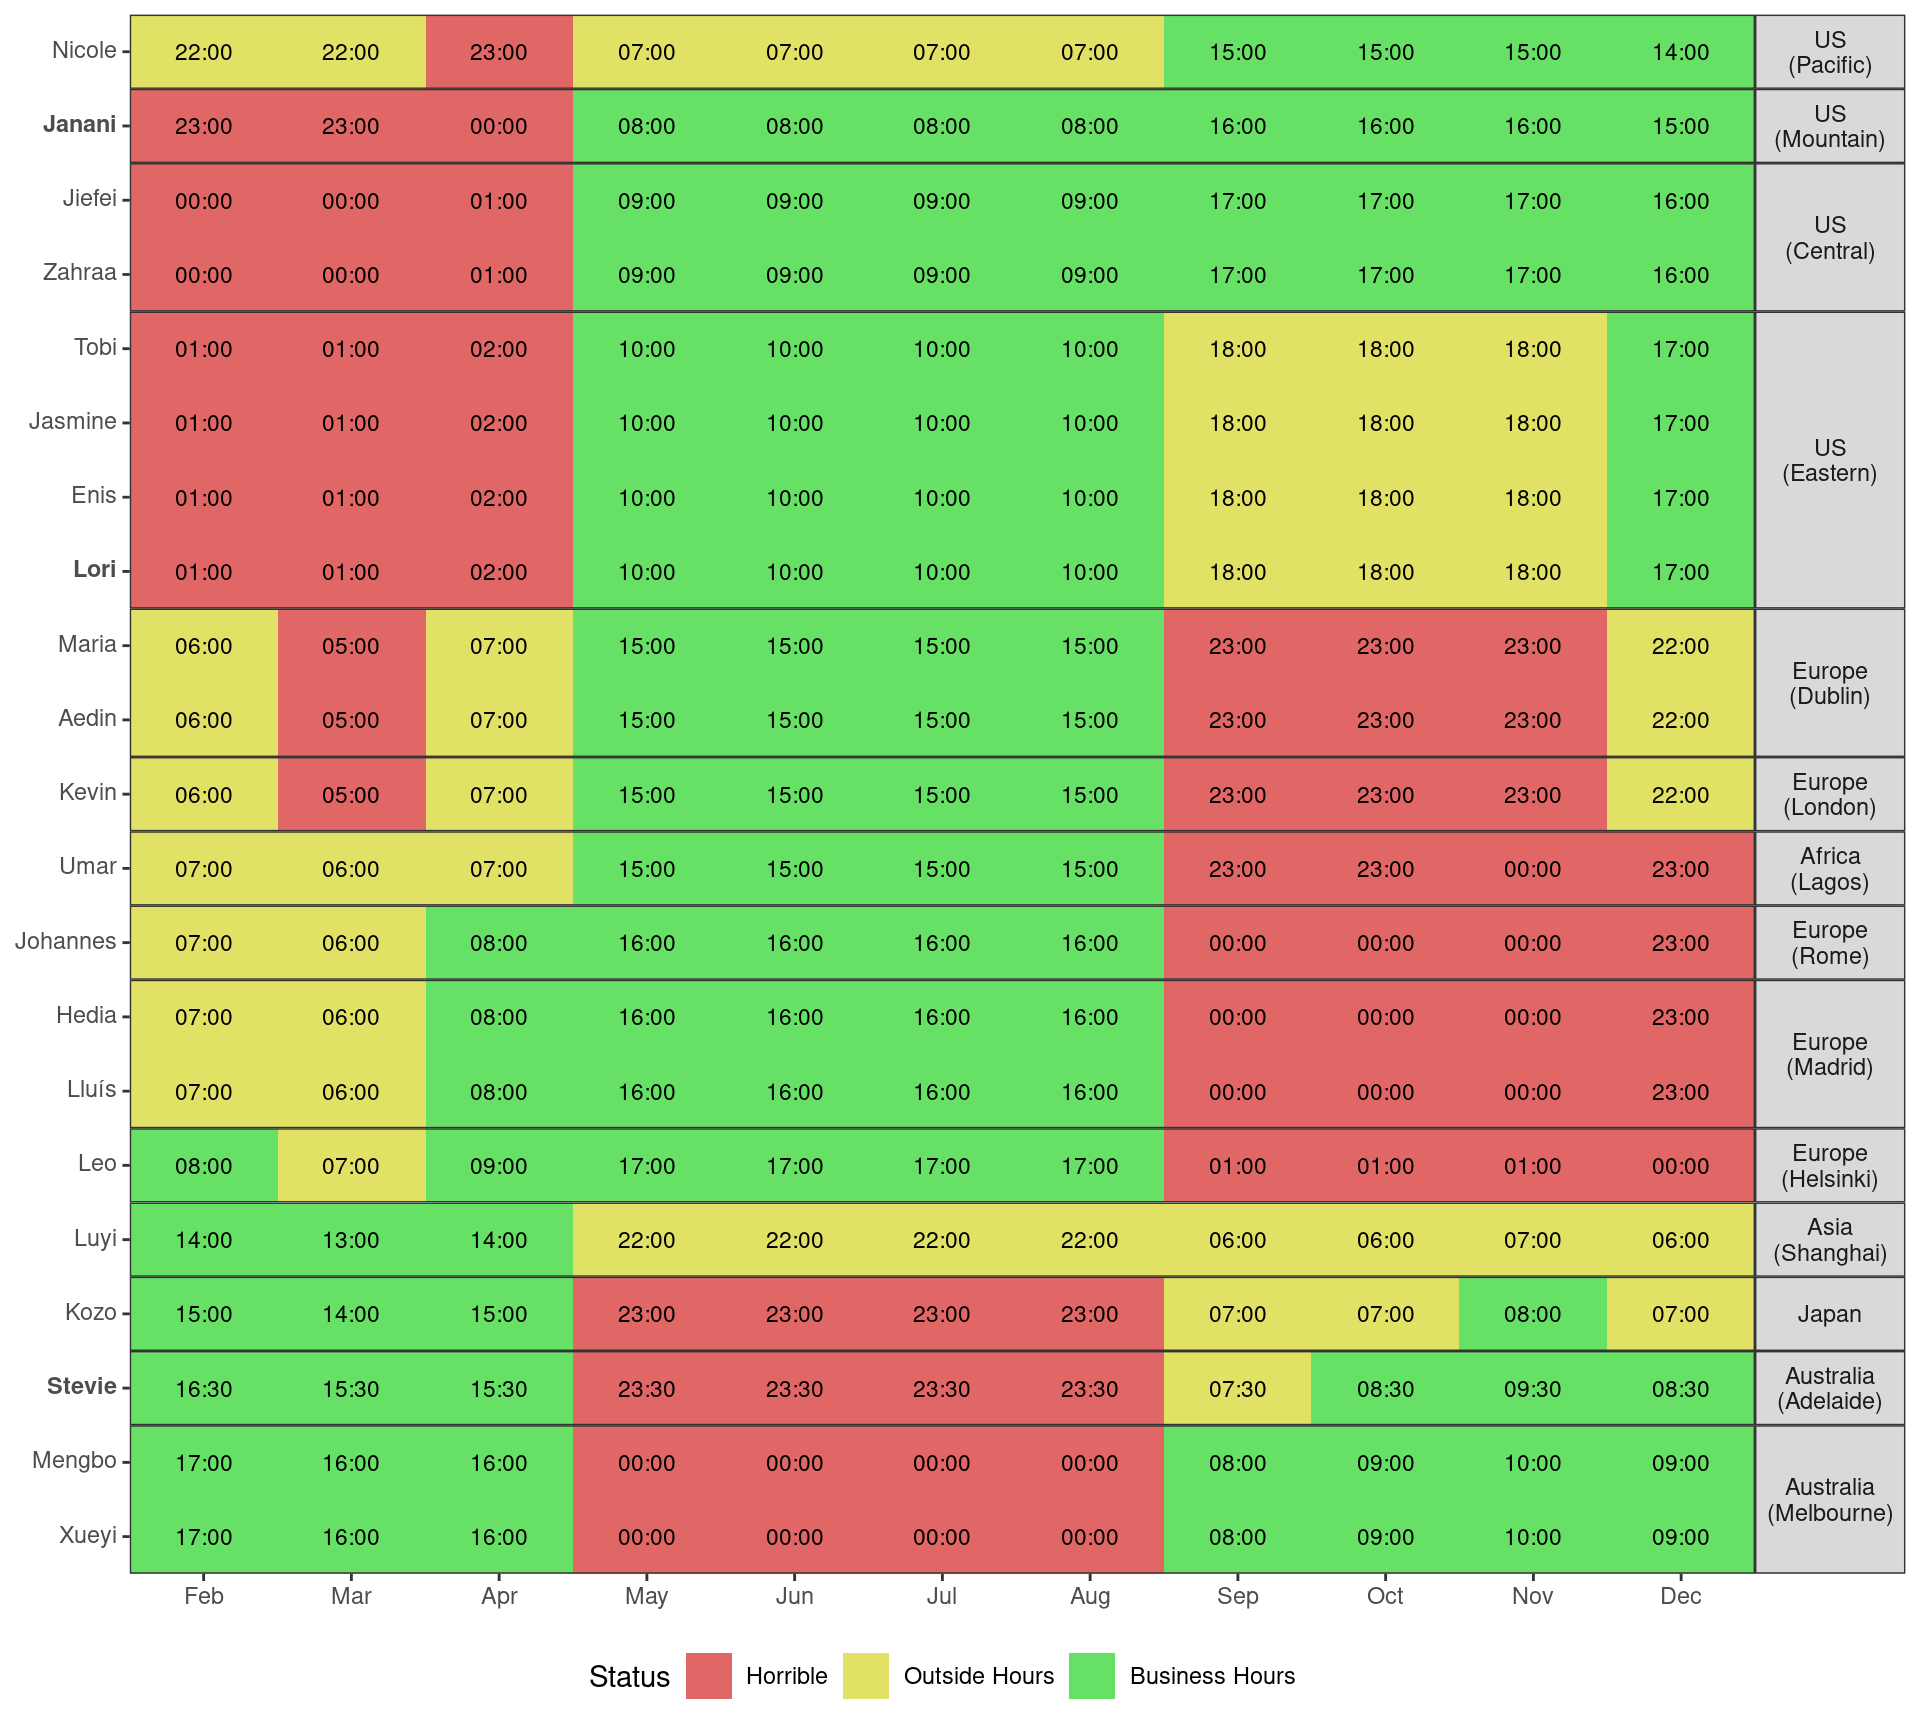 Nicole 22:00 22:00 23:00 07:00 07:00 07:00 07:00 15:00 15:00 15:00 14:00 US
(Pacific)
Janani 23:00 23:00 00:00 08:00 08:00 08:00 08:00 16:00 16:00 16:00 15:00 US
(Mountain)
Jiefei 00:00 00:00 01:00 09:00 09:00 09:00 09:00 17:00 17:00 17:00 16:00
US
(Central)
Zahraa 00:00 00:00 01:00 09:00 09:00 09:00 09:00 17:00 17:00 17:00 16:00
Tobi 01:00 01:00 02:00 10:00 10:00 10:00 10:00 18:00 18:00 18:00 17:00
Jasmine 01:00 01:00 02:00 10:00 10:00 10:00 10:00 18:00 18:00 18:00 17:00
US
(Eastern)
Enis 01:00 01:00 02:00 10:00 10:00 10:00 10:00 18:00 18:00 18:00 17:00
Lori 01:00 01:00 02:00 10:00 10:00 10:00 10:00 18:00 18:00 18:00 17:00
Maria 06:00 05:00 07:00 15:00 15:00 15:00 15:00 23:00 23:00 23:00 22:00
Europe
(Dublin)
Aedin 06:00 05:00 07:00 15:00 15:00 15:00 15:00 23:00 23:00 23:00 22:00
Kevin 06:00 05:00 07:00 15:00 15:00 15:00 15:00 23:00 23:00 23:00 22:00 Europe
(London)
Umar 07:00 06:00 07:00 15:00 15:00 15:00 15:00 23:00 23:00 00:00 23:00 Africa
(Lagos)
Johannes 07:00 06:00 08:00 16:00 16:00 16:00 16:00 00:00 00:00 00:00 23:00 Europe
(Rome)
Hedia 07:00 06:00 08:00 16:00 16:00 16:00 16:00 00:00 00:00 00:00 23:00
Europe
(Madrid)
Lluís 07:00 06:00 08:00 16:00 16:00 16:00 16:00 00:00 00:00 00:00 23:00
Leo 08:00 07:00 09:00 17:00 17:00 17:00 17:00 01:00 01:00 01:00 00:00 Europe
(Helsinki)
Luyi 14:00 13:00 14:00 22:00 22:00 22:00 22:00 06:00 06:00 07:00 06:00 Asia
(Shanghai)
Kozo 15:00 14:00 15:00 23:00 23:00 23:00 23:00 07:00 07:00 08:00 07:00 Japan
Stevie 16:30 15:30 15:30 23:30 23:30 23:30 23:30 07:30 08:30 09:30 08:30 Australia
(Adelaide)
Mengbo 17:00 16:00 16:00 00:00 00:00 00:00 00:00 08:00 09:00 10:00 09:00
Australia
(Melbourne)
Xueyi 17:00 16:00 16:00 00:00 00:00 00:00 00:00 08:00 09:00 10:00 09:00
Feb Mar Apr May Jun Jul Aug Sep Oct Nov Dec
Status Horrible Outside Hours Business Hours